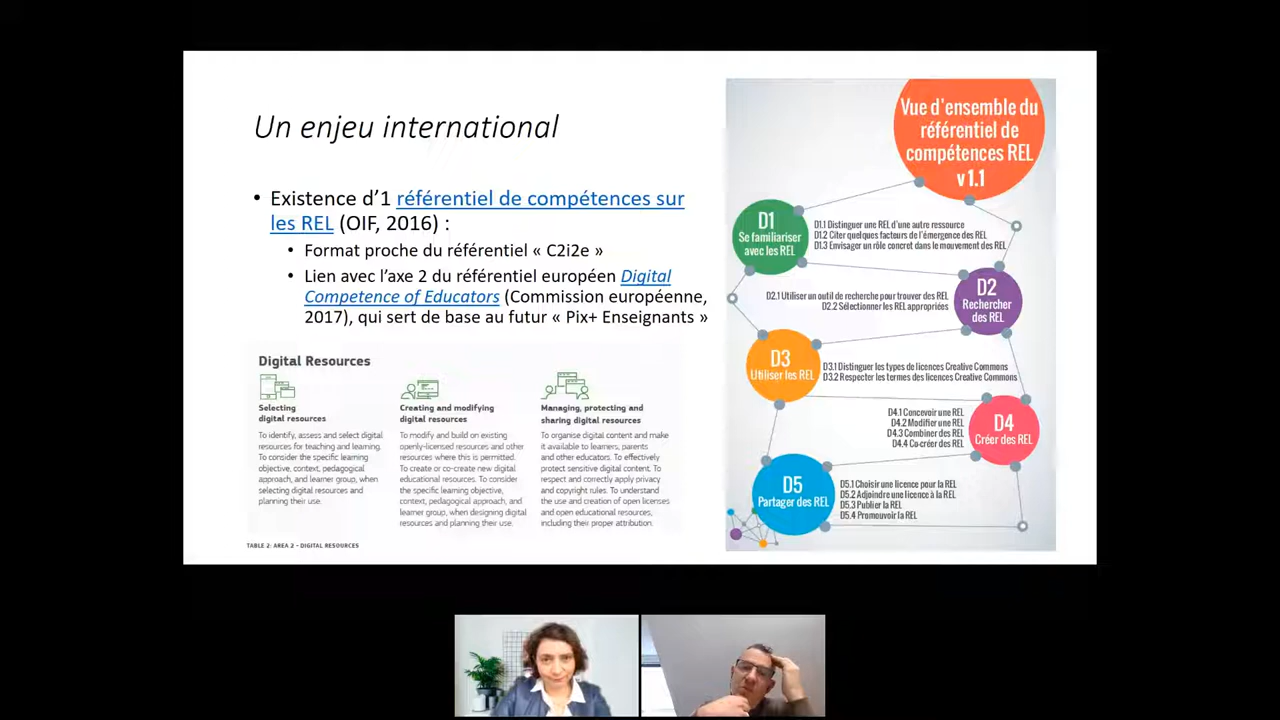 Un enjeu international
• Existence d’1 référentiel de compétences sur
les REL (OIF, 2016) :
• Format proche du référentiel « C2i2e »
• Lien avec l’axe 2 du référentiel européen Digital
Competence of Educators (Commission européenne,
2017), qui sert de base au futur « Pix+ Enseignants »
Digital Resources
Selecting
digital resources
To identify, assess and select digital
resources for teaching and learning.
To consider the specific learning
objective, context, pedagogical
approach, and learner group, when
selecting digital resources and
planning their use.
Creating and modifying
digital resources
To modify and build on existing
openly-licensed resources and other
resources where this is permitted.
To create or co-create new digital
educational resources. To consider
the specific learning objective,
context, pedagogical approach, and
learner group, when designing digital
resources and planning their use.
Managing, protecting and
sharing digital resources
To organise digital content and make
it available to learners, parents
and other educators. To effectively
protect sensitive digital content. To
respect and correctly apply privacy
and copyright rules. To understand
the use and creation of open licenses
and open educational resources,
including their proper attribution.
TABLE 2: AREA 2 - DIGITAL RESOURCES
Vue d'ensemble du
référentiel de
compétences REL
v 1.1
D1
Se familiariser
avec les REL
D1.1 Distinguer une REL d'une autre ressource
D1.2 Citer quelques facteurs de l'émergence des REL
D1.3 Envisager un rôle concret dans le mouvement des REL
D2
Rechercher
des REL
D2.1 Utiliser un outil de recherche pour trouver des REL
D2.2 Sélectionner les REL appropriées
D3
Utiliser les REL
D3.1 Distinguer les types de licences Creative Commons
D3.2 Respecter les termes des licences Creative Commons
D4
Créer des REL
D4.1 Concevoir une REL
D4.2 Modifier une REL
D4.3 Combiner des REL
D4.4 Co-créer des REL
D5
Partager des REL
D5.1 Choisir une licence pour la REL
D5.2 Adjoindre une licence à la REL
D5.3 Publier la REL
D5.4 Promouvoir la REL